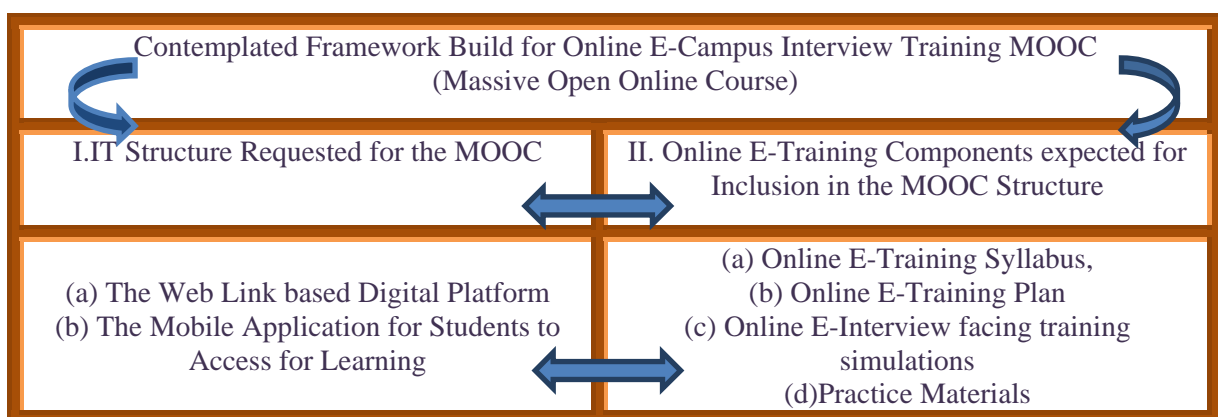 Contemplated Framework Build for Online E-Campus Interview Training MOOC
(Massive Open Online Course)
I.IT Structure Requested for the MOOC
II. Online E-Training Components expected for
Inclusion in the MOOC Structure
(a) The Web Link based Digital Platform
(b) The Mobile Application for Students to
Access for Learning
(a) Online E-Training Syllabus,
(b) Online E-Training Plan
(c) Online E-Interview facing training
simulations
(d)Practice Materials